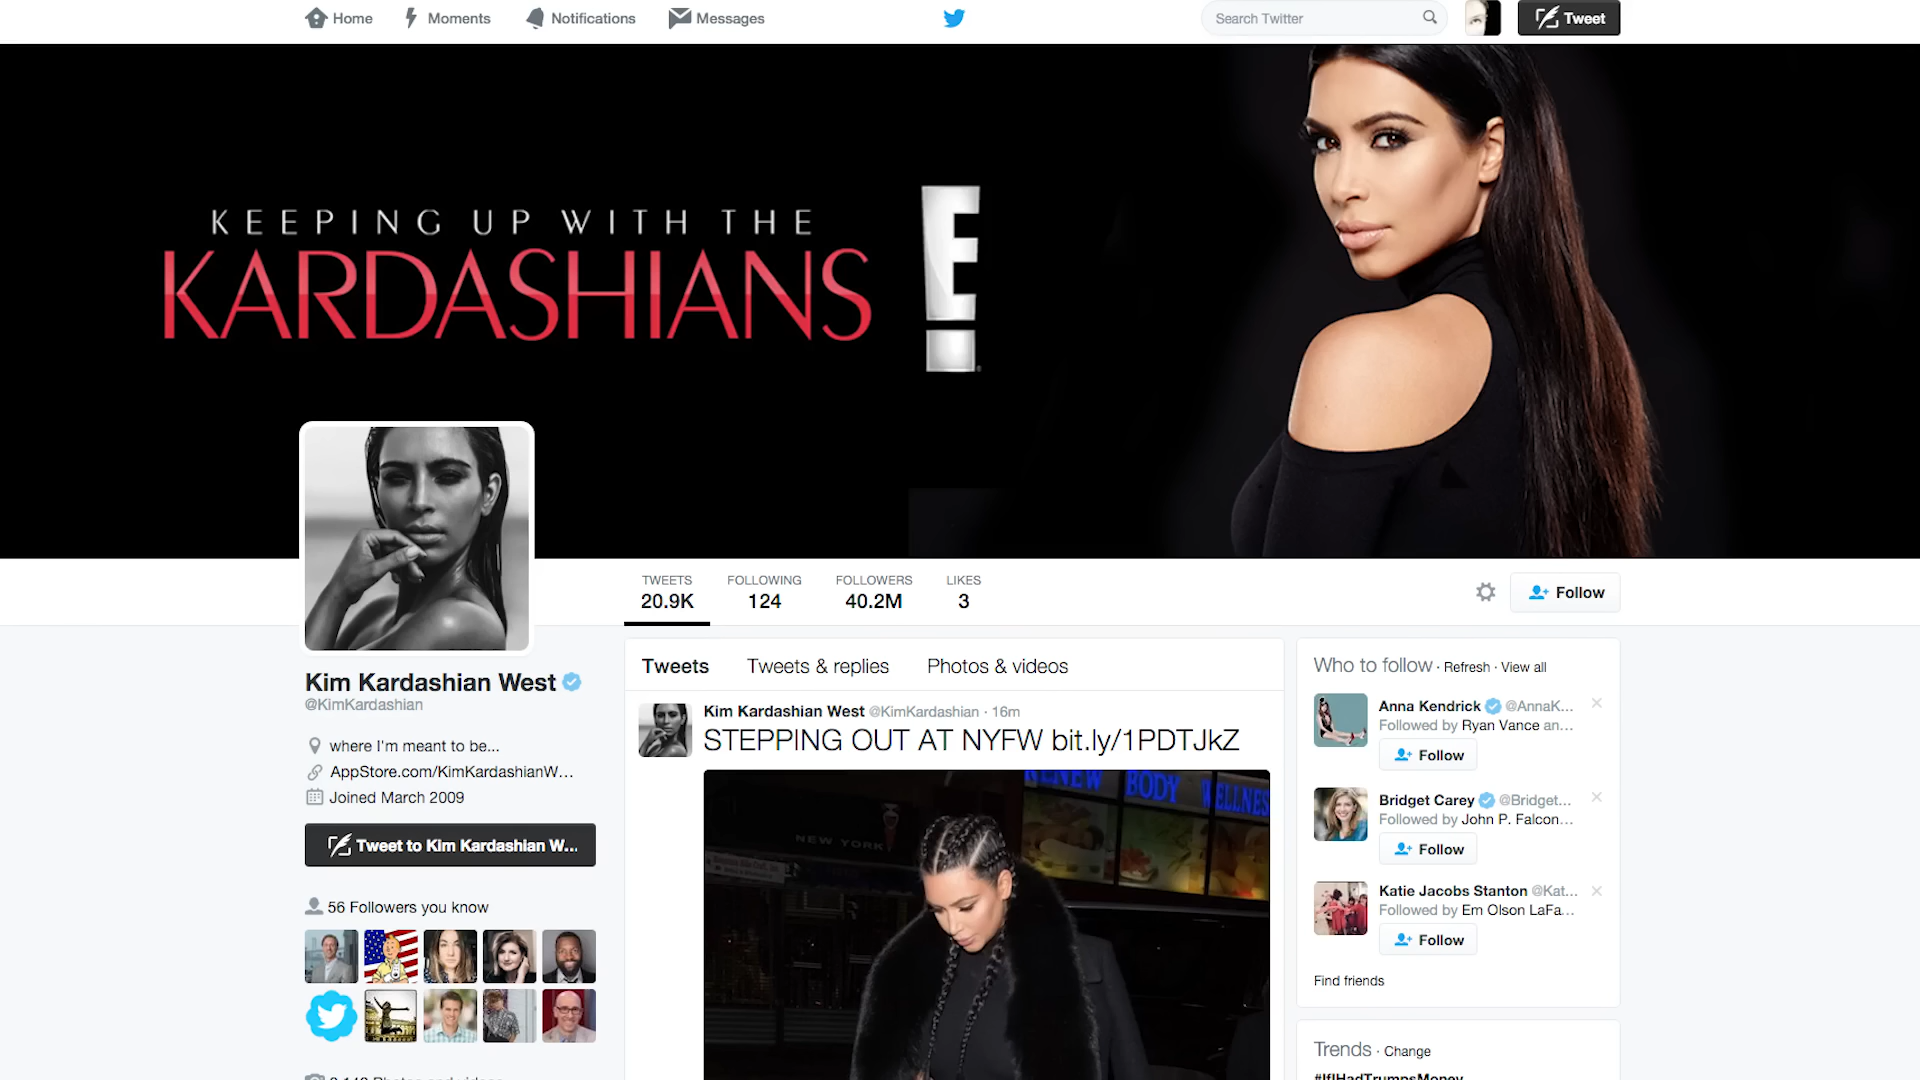 Home
Moments
Notifications
Messages
Search Twitter
Tweet
KEEPING UP WITH THE
KARDASHIANS
E!
TWEETS
20.9K
FOLLOWING
124
FOLLOWERS
40.2M
LIKES
3
Follow
Kim Kardashian West
@KimKardashian
where I'm meant to be...
AppStore.com/KimKardashianW...
Joined March 2009
Tweet to Kim Kardashian W...
56 Followers you know
Tweets
Tweets & replies
Photos & videos
Kim Kardashian West @KimKardashian · 16m
STEPPING OUT AT NYFW bit.ly/1PDTJkZ
RENEW BODY WELLNES
NEW YORK
Who to follow · Refresh · View all
Anna Kendrick @AnnaK...
Followed by Ryan Vance an...
Follow
Bridget Carey @Bridget...
Followed by John P. Falcon...
Follow
Katie Jacobs Stanton @Kat...
Followed by Em Olson LaFa...
Follow
Find friends
Trends · Change
#IfIHadTrumpsMoney